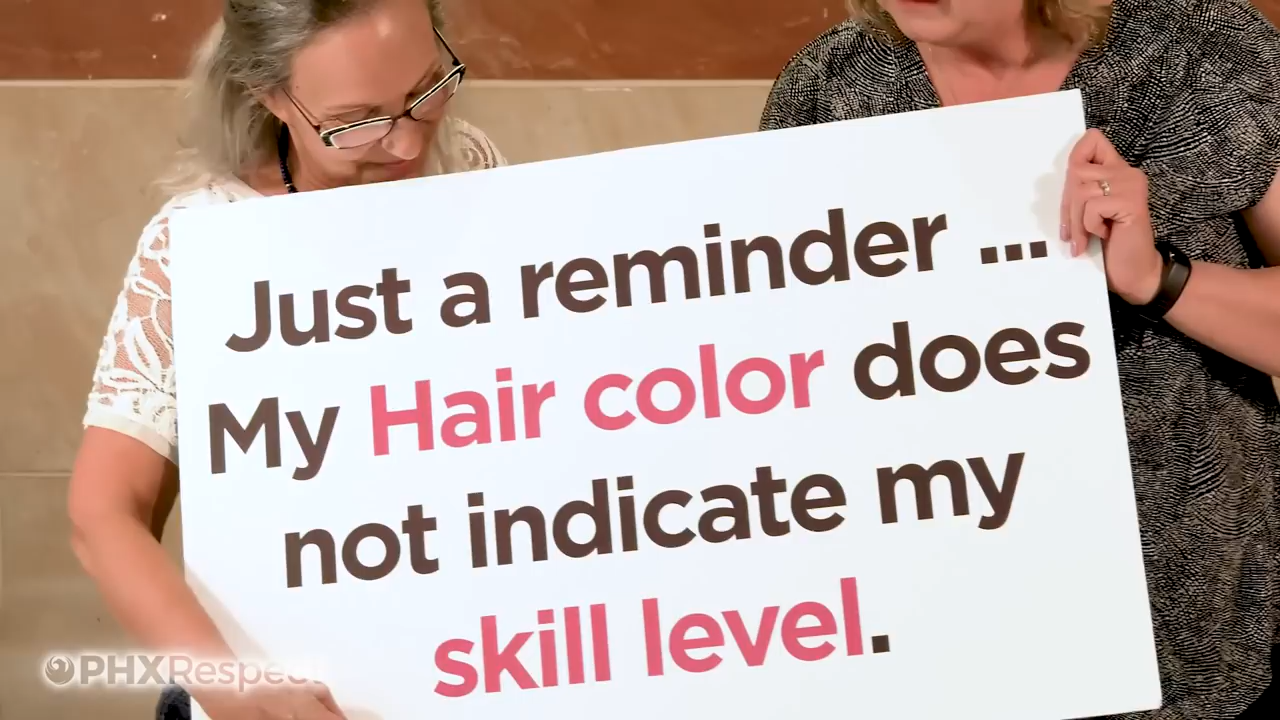 Just a reminder ...
My Hair color does
not indicate my
skill level.
PHXRespect